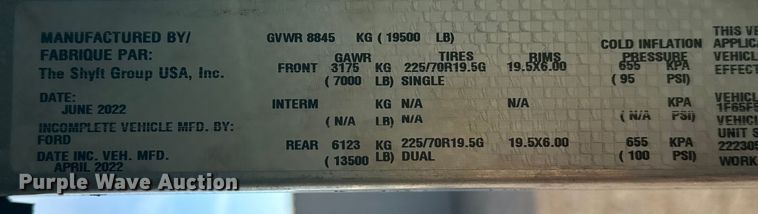 MANUFACTURED BY/ GVWR 8845 KG ( 19500 LB) THIS VE
FABRIQUE PAR: GAWR TIRES RIMS COLD INFLATION PRESSURE APPLICA
The Shyft Group USA, Inc. FRONT 3175 KG 225/70R19.5G 19.5X6.00 655 KPA VEHICL
( 7000 LB) SINGLE ( 95 PSI) EFFECT
DATE:
JUNE 2022 INTERM KG N/A N/A KPA VEHICL
( N/A LB) N/A ( N/A PSI) 1F65F5
INCOMPLETE VEHICLE MFD. BY: VEHICL
FORD REAR 6123 KG 225/70R19.5G 19.5X6.00 655 KPA UNIT S
DATE INC. VEH. MFD. ( 13500 LB) DUAL ( 100 PSI) 222305
APRIL 2022 WORK
Purple Wave Auction